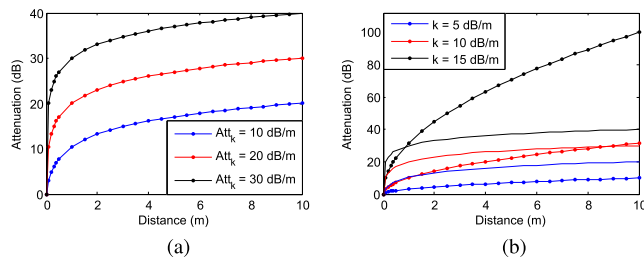 40
30
20
10
0
Attenuation (dB)
0 2 4 6 8 10
Distance (m)
Att_k = 10 dB/m
Att_k = 20 dB/m
Att_k = 30 dB/m
(a)
100
80
60
40
20
0
Attenuation (dB)
0 2 4 6 8 10
Distance (m)
k = 5 dB/m
k = 10 dB/m
k = 15 dB/m
(b)